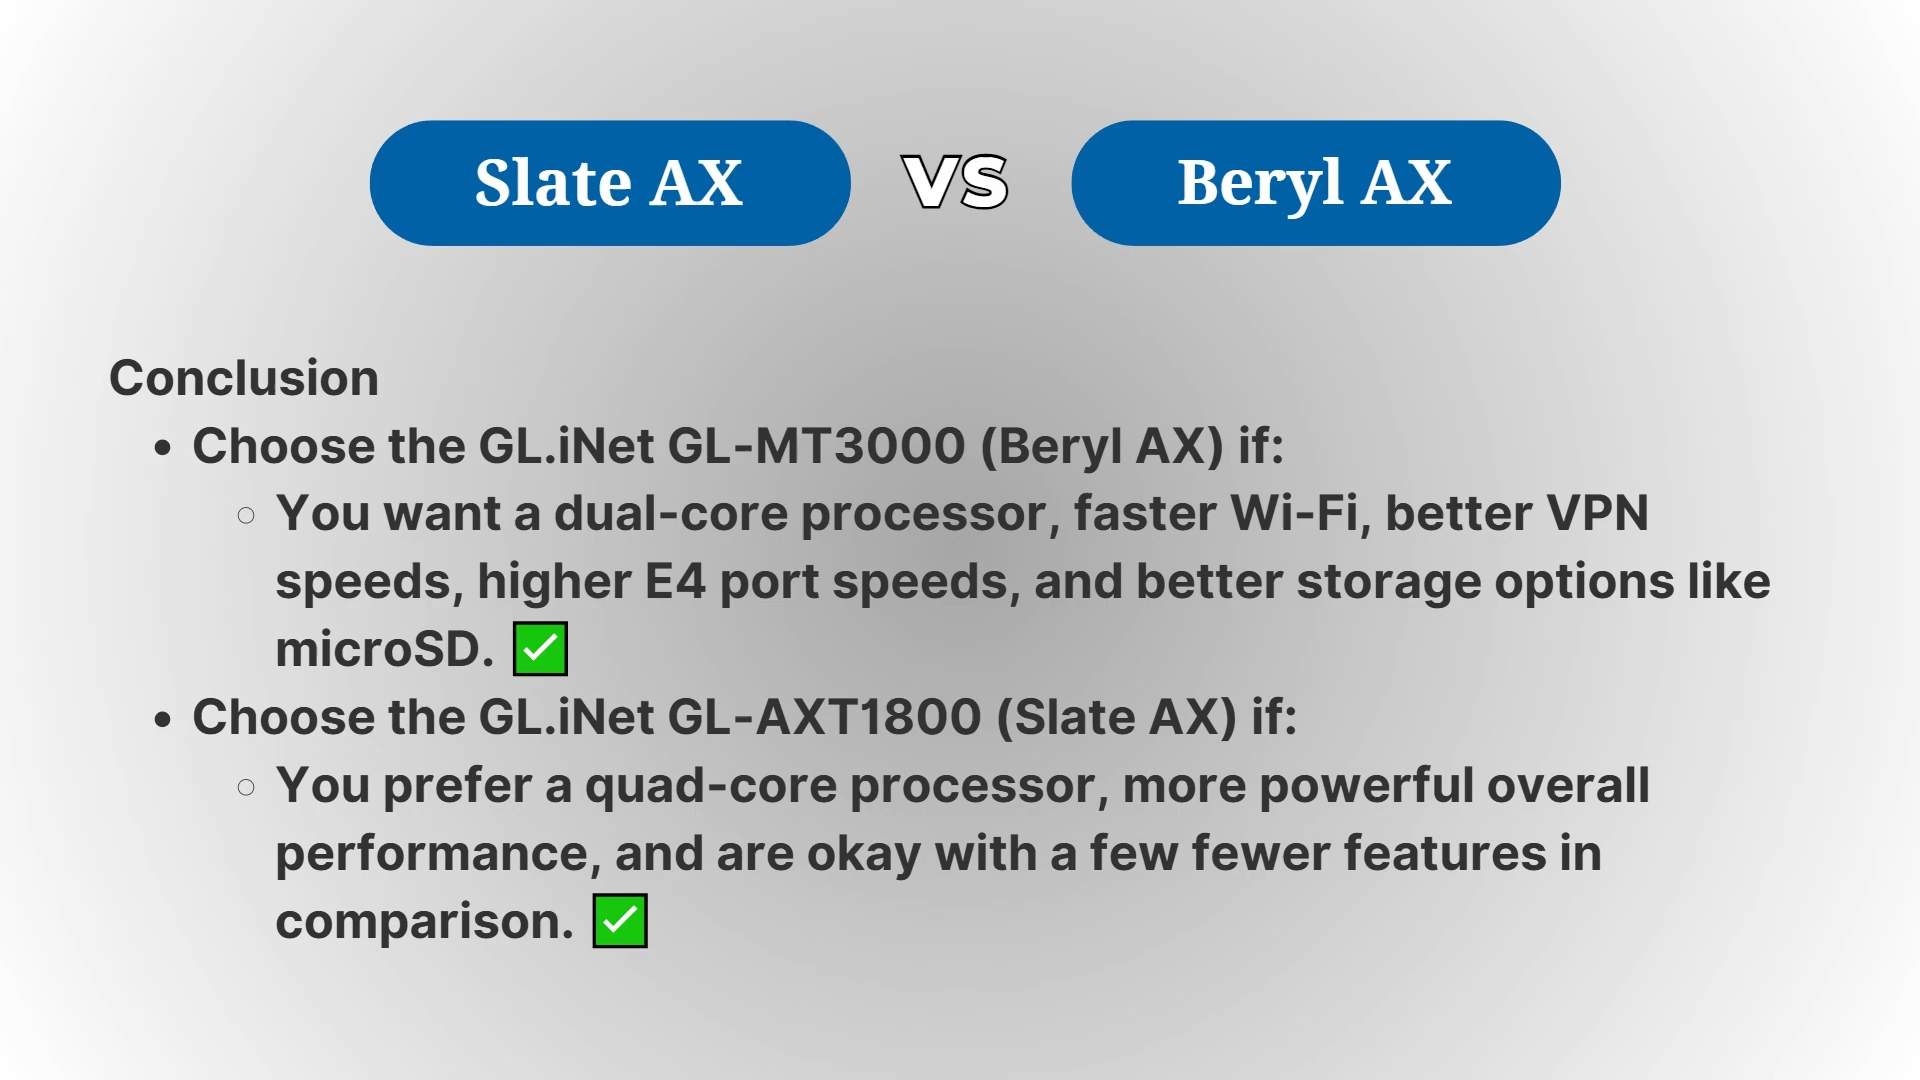 Slate AX
VS
Beryl AX
Conclusion
• Choose the GL.iNet GL-MT3000 (Beryl AX) if:
○ You want a dual-core processor, faster Wi-Fi, better VPN
speeds, higher E4 port speeds, and better storage options like
microSD. ✅
• Choose the GL.iNet GL-AXT1800 (Slate AX) if:
○ You prefer a quad-core processor, more powerful overall
performance, and are okay with a few fewer features in
comparison. ✅